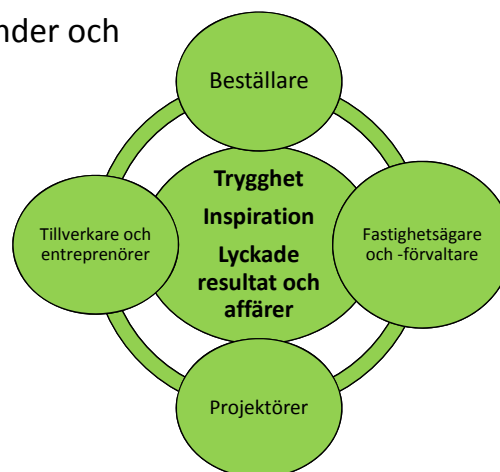 nder och
Beställare
Trygghet
Inspiration
Lyckade
resultat och
affärer
Tillverkare och
entreprenörer
Fastighetsägare
och -förvaltare
Projektörer